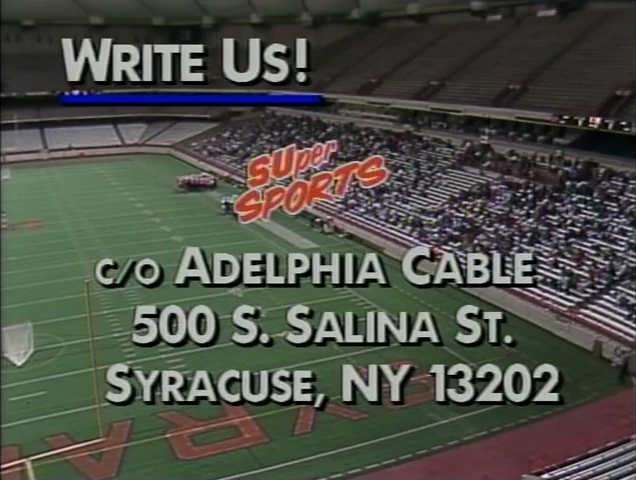 WRITE US!
SUper
SPORTS
C/O ADELPHIA CABLE
500 S. SALINA ST.
SYRACUSE, NY 13202